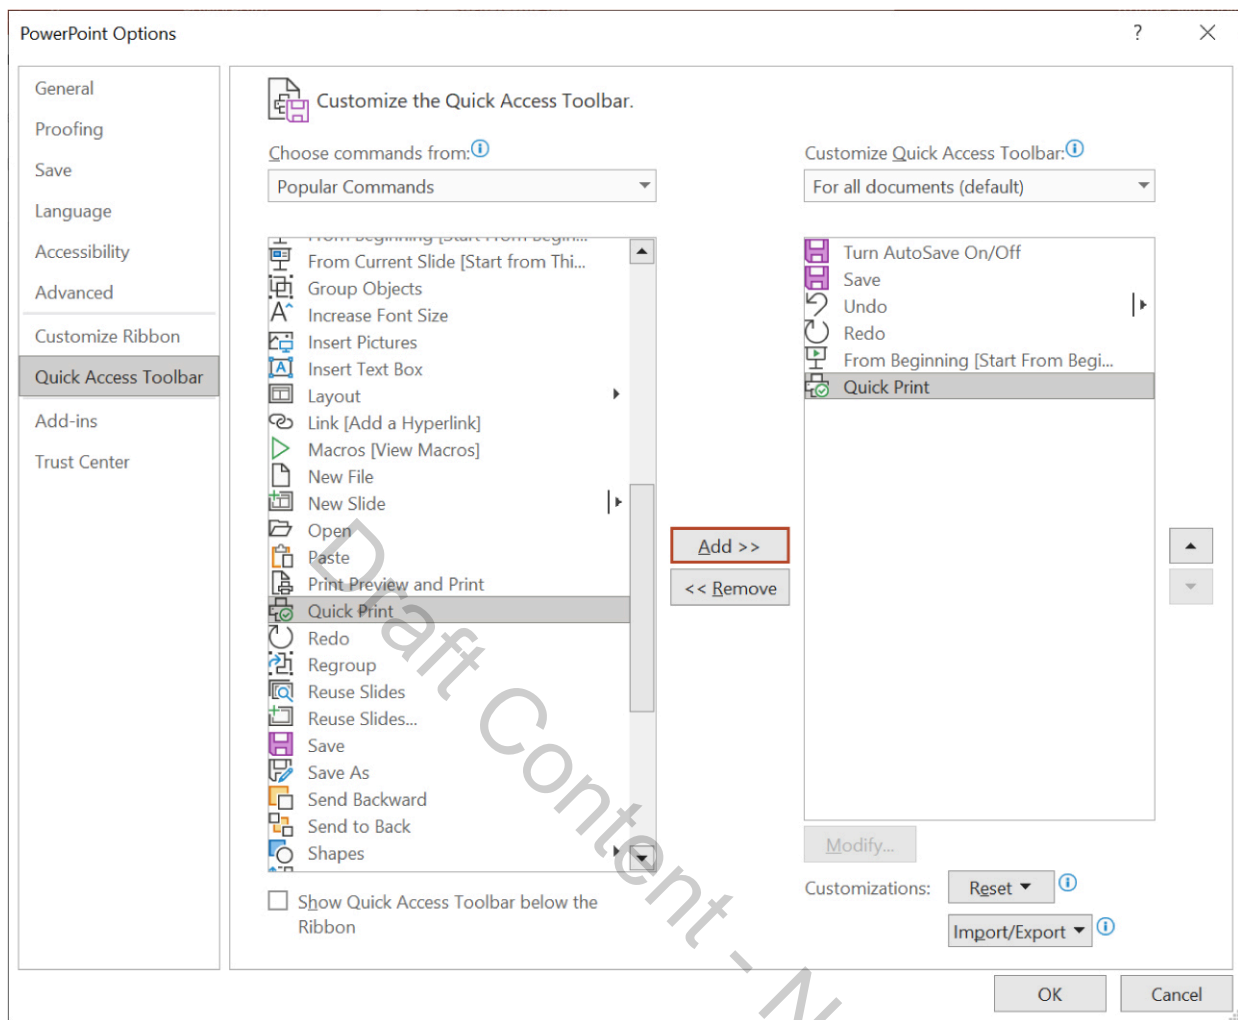 PowerPoint Options
?
General
Proofing
Save
Language
Accessibility
Advanced
Customize Ribbon
Quick Access Toolbar
Add-ins
Trust Center
Customize the Quick Access Toolbar.
Choose commands from:
Popular Commands
From Beginning [Start From Begin...
From Current Slide [Start from Thi...
Group Objects
Increase Font Size
Insert Pictures
Insert Text Box
Layout
Link [Add a Hyperlink]
Macros [View Macros]
New File
New Slide
Open
Paste
Print Preview and Print
Quick Print
Redo
Regroup
Reuse Slides
Reuse Slides...
Save
Save As
Send Backward
Send to Back
Shapes
Show Quick Access Toolbar below the
Ribbon
Add >>
<< Remove
Customize Quick Access Toolbar:
For all documents (default)
Turn AutoSave On/Off
Save
Undo
Redo
From Beginning [Start From Begi...
Quick Print
Modify...
Customizations:
Reset
Import/Export
OK
Cancel
Draft Content - N